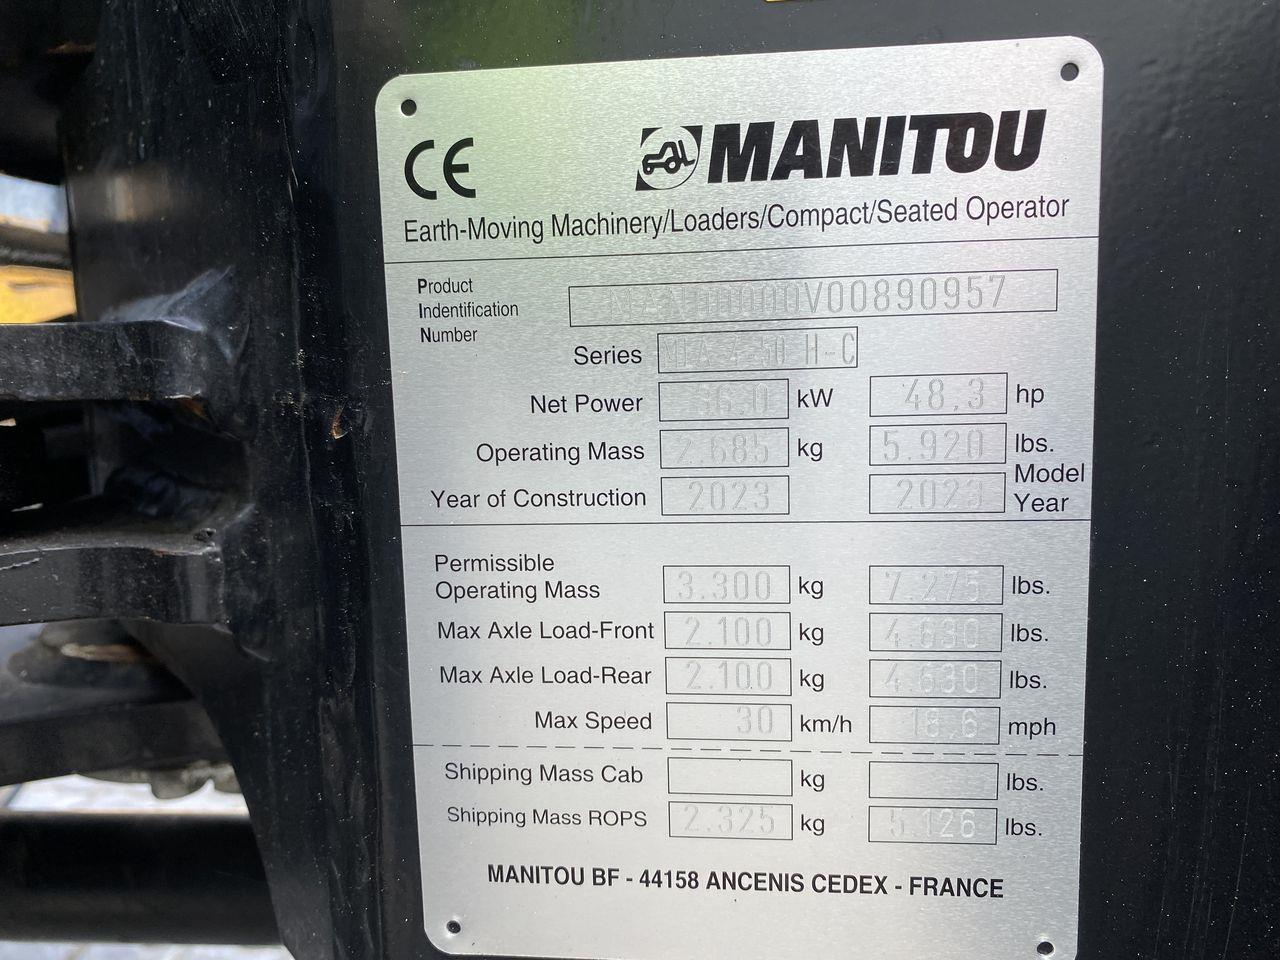 CE MANITOU
Earth-Moving Machinery/Loaders/Compact/Seated Operator
Product
Indentification
Number
MAN00000V00890957
Series H-C
Net Power 36.0 kW 48,3 hp
Operating Mass 2.685 kg 5.920 lbs.
Year of Construction 2023 2023 Model Year
Permissible
Operating Mass 3.300 kg 7.275 lbs.
Max Axle Load-Front 2.100 kg 4.630 lbs.
Max Axle Load-Rear 2.100 kg 4.630 lbs.
Max Speed 30 km/h 18,6 mph
Shipping Mass Cab kg lbs.
Shipping Mass ROPS 2.325 kg 5.126 lbs.
MANITOU BF - 44158 ANCENIS CEDEX - FRANCE